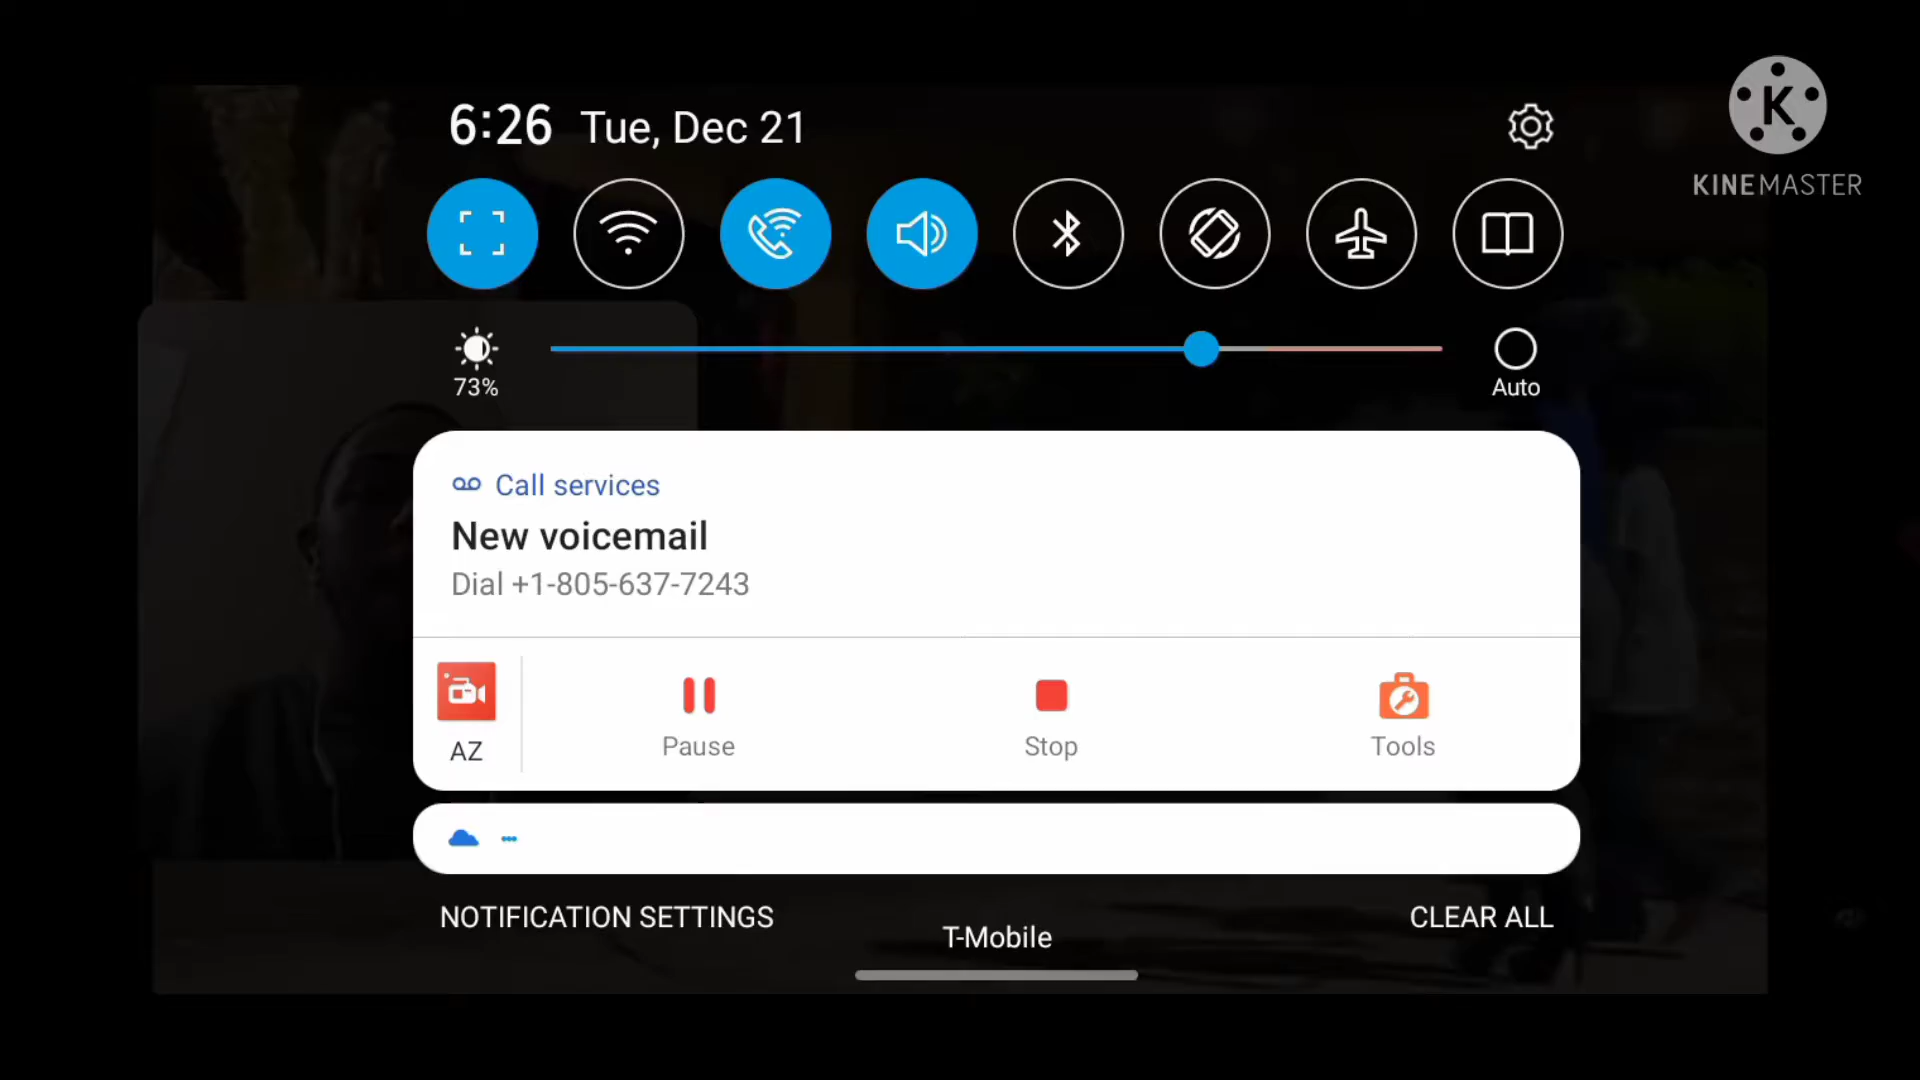 6:26 Tue, Dec 21
K
KINEMASTER
73%
Auto
Call services
New voicemail
Dial +1-805-637-7243
AZ
Pause
Stop
Tools
NOTIFICATION SETTINGS
T-Mobile
CLEAR ALL